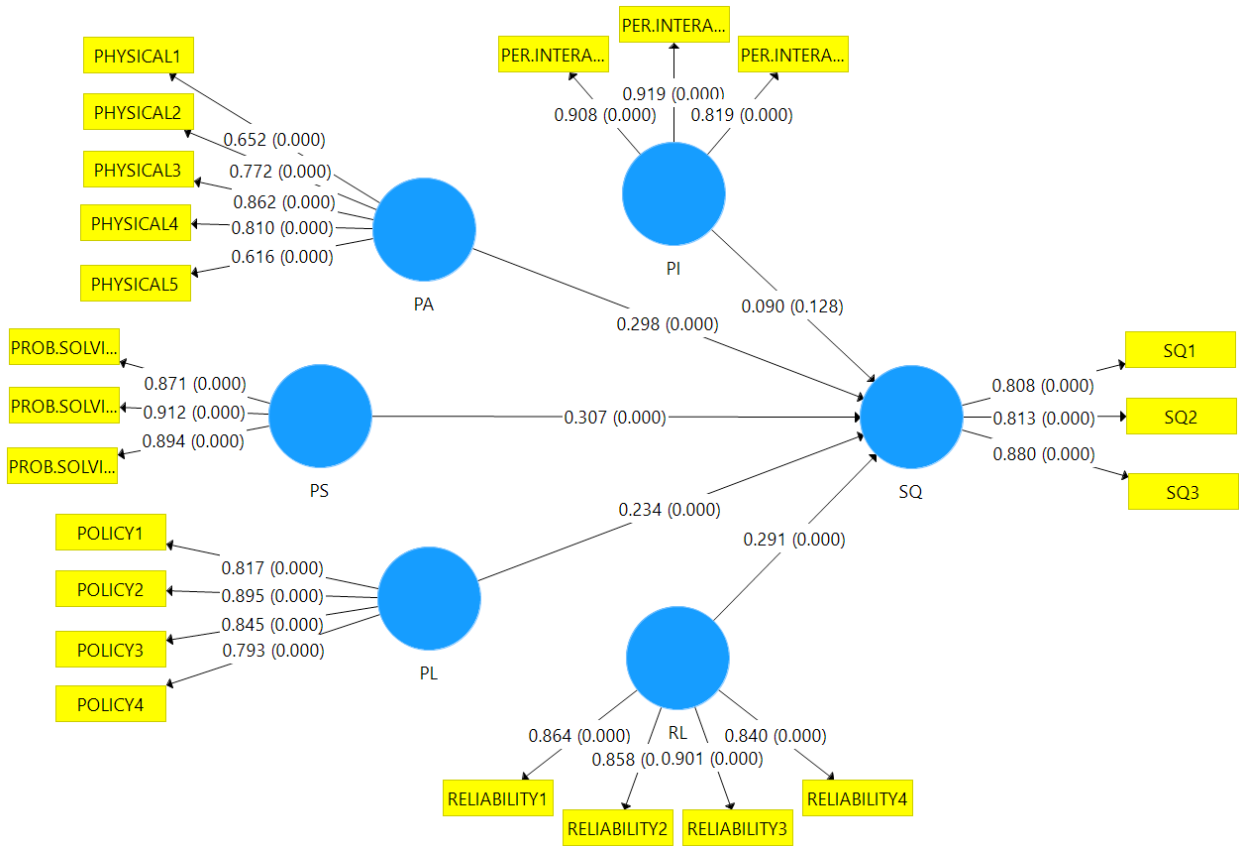 PER.INTERA...
PER.INTERA...
PER.INTERA...
0.908 (0.000)
0.919 (0.000)
0.819 (0.000)
PI
0.090 (0.128)
PHYSICAL1
PHYSICAL2
PHYSICAL3
PHYSICAL4
PHYSICAL5
0.652 (0.000)
0.772 (0.000)
0.862 (0.000)
0.810 (0.000)
0.616 (0.000)
PA
0.298 (0.000)
PROB.SOLVI...
PROB.SOLVI...
PROB.SOLVI...
0.871 (0.000)
0.912 (0.000)
0.894 (0.000)
PS
0.307 (0.000)
SQ
0.808 (0.000)
0.813 (0.000)
0.880 (0.000)
SQ1
SQ2
SQ3
POLICY1
POLICY2
POLICY3
POLICY4
0.817 (0.000)
0.895 (0.000)
0.845 (0.000)
0.793 (0.000)
PL
0.234 (0.000)
0.291 (0.000)
RL
0.864 (0.000)
0.858 (0.
0.901 (0.000)
0.840 (0.000)
RELIABILITY1
RELIABILITY2
RELIABILITY3
RELIABILITY4